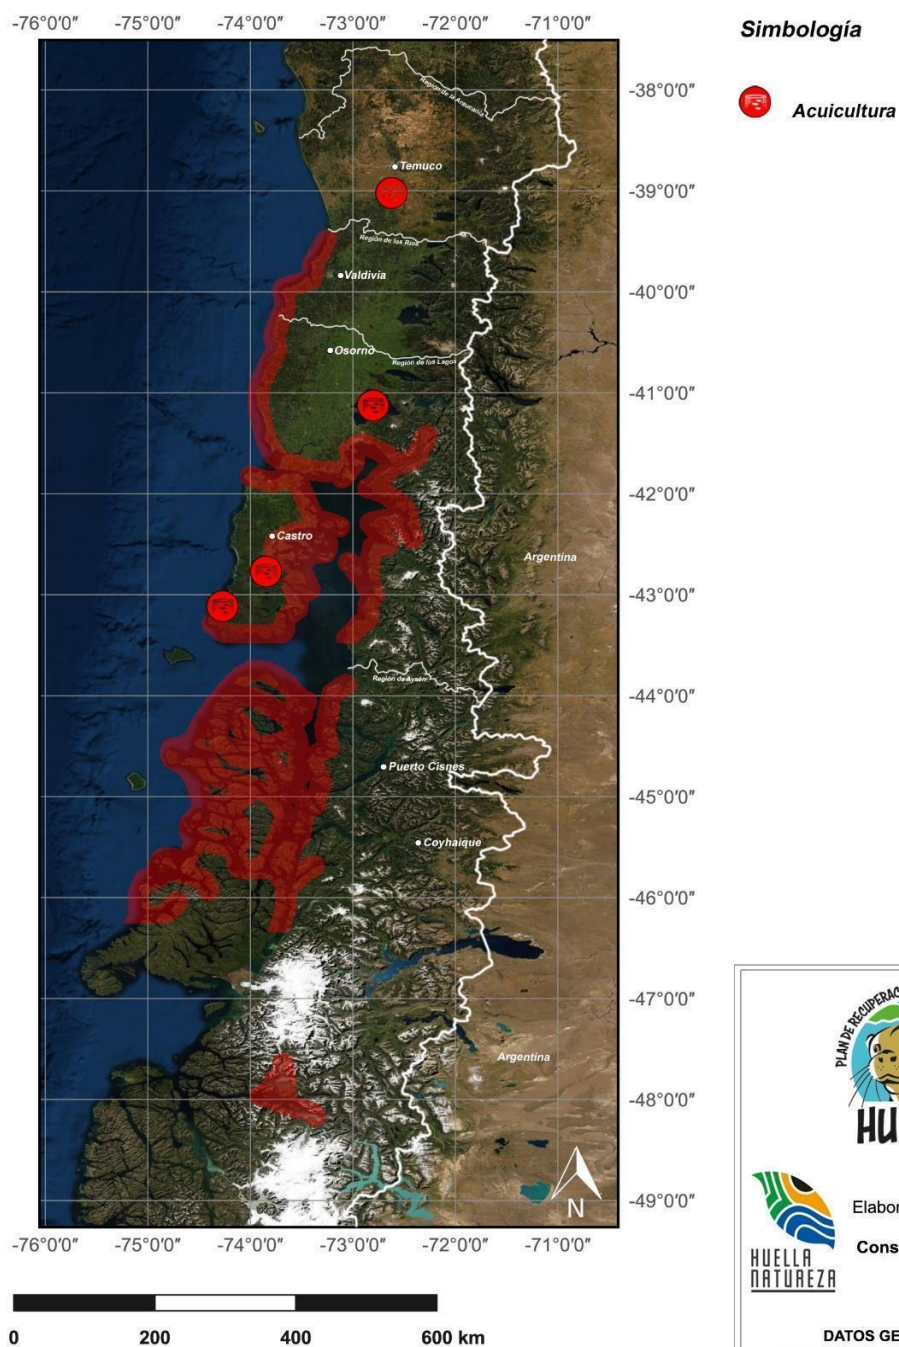 -76°0'0" -75°0'0" -74°0'0" -73°0'0" -72°0'0" -71°0'0"
Simbología
Acuicultura
-38°0'0"
Región de la Araucanía
Temuco
-39°0'0"
Región de los Ríos
Valdivia
-40°0'0"
Osorno
Región de los Lagos
-41°0'0"
-42°0'0"
Castro
Argentina
-43°0'0"
Región de Aysén
-44°0'0"
Puerto Cisnes
-45°0'0"
Coyhaique
-46°0'0"
-47°0'0"
Argentina
-48°0'0"
-49°0'0"
N
-76°0'0" -75°0'0" -74°0'0" -73°0'0" -72°0'0" -71°0'0"
0 200 400 600 km
PLAN DE RECUPERAC
HU
HUELLA
NATUREZA
Elabor
Cons
DATOS GE